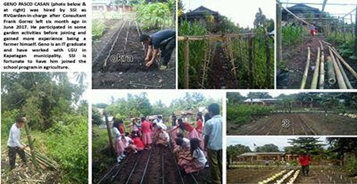 GENO PASCO CASAN (photo below &
at right) was hired by SSI as
RVGarden-in-charge after Consultant
Frank Gorrez left six month ago in
June 2017. He participated in some
garden activities before joining and
gained more experience being a
farmer himself. Geno is an IT graduate
and have worked with LGU in
Kapatagan municipality. SSI is
fortunate to have him joined the
school program in agriculture.
okra
3